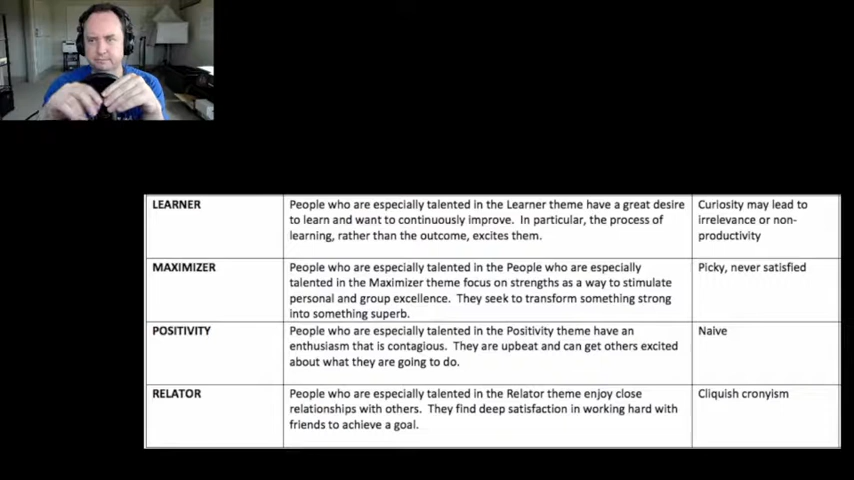 LEARNER
People who are especially talented in the Learner theme have a great desire
to learn and want to continuously improve.  In particular, the process of
learning, rather than the outcome, excites them.
Curiosity may lead to
irrelevance or non-
productivity
MAXIMIZER
People who are especially talented in the People who are especially
talented in the Maximizer theme focus on strengths as a way to stimulate
personal and group excellence.  They seek to transform something strong
into something superb.
Picky, never satisfied
POSITIVITY
People who are especially talented in the Positivity theme have an
enthusiasm that is contagious.  They are upbeat and can get others excited
about what they are going to do.
Naive
RELATOR
People who are especially talented in the Relator theme enjoy close
relationships with others.  They find deep satisfaction in working hard with
friends to achieve a goal.
Cliquish cronyism